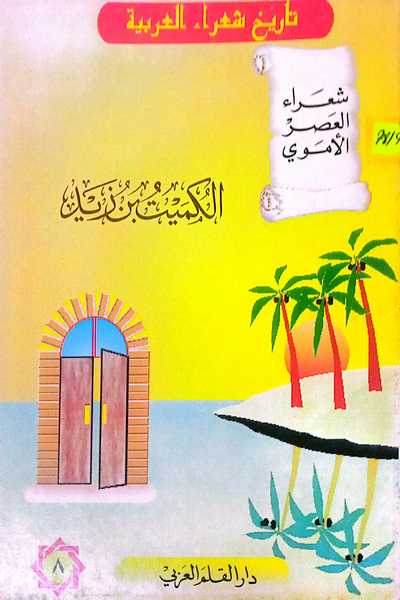 تاريخ شعراء العربية
شعراء
العصر
الأموي
الكميت بن زيد
دار القلم العربي
٨